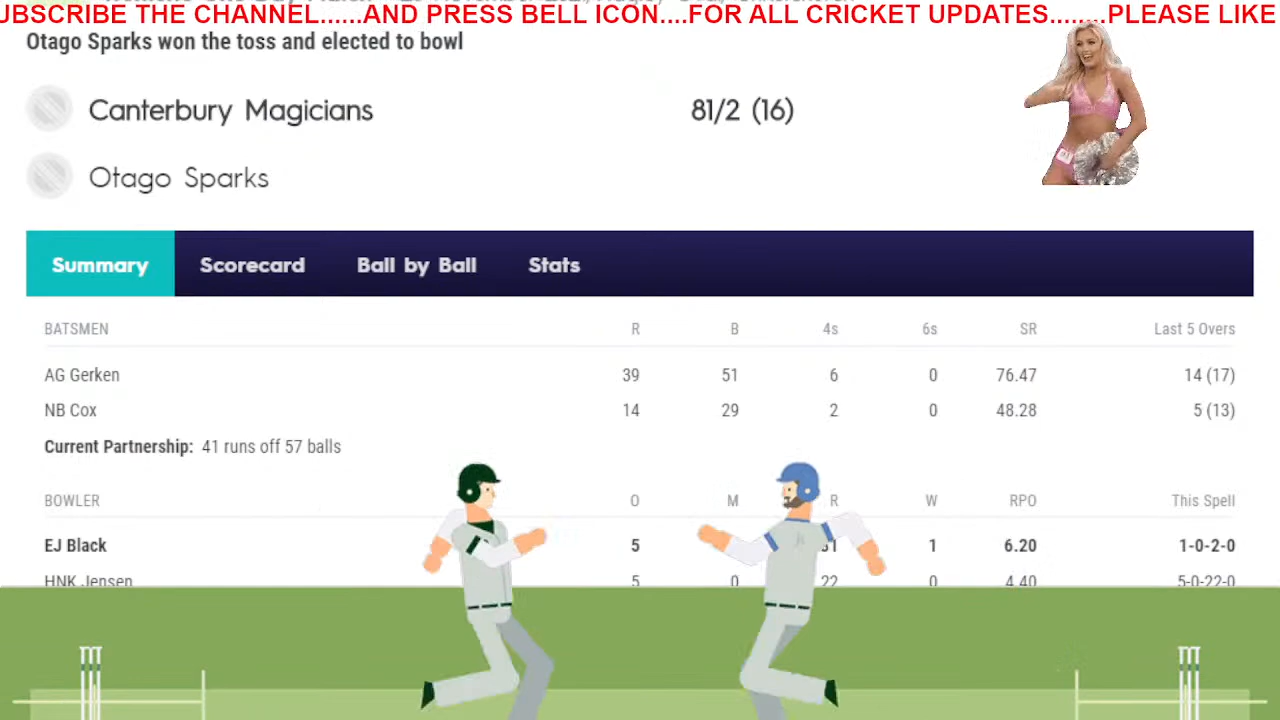 UBSCRIBE THE CHANNEL......AND PRESS BELL ICON....FOR ALL CRICKET UPDATES........PLEASE LIKE
Otago Sparks won the toss and elected to bowl
Canterbury Magicians 81/2 (16)
Otago Sparks
Summary Scorecard Ball by Ball Stats
BATSMEN R B 4s 6s SR Last 5 Overs
AG Gerken 39 51 6 0 76.47 14 (17)
NB Cox 14 29 2 0 48.28 5 (13)
Current Partnership: 41 runs off 57 balls
BOWLER O M R W RPO This Spell
EJ Black 5 1 6.20 1-0-2-0
HNK Jensen 5 0 22 0 4.40 5-0-22-0